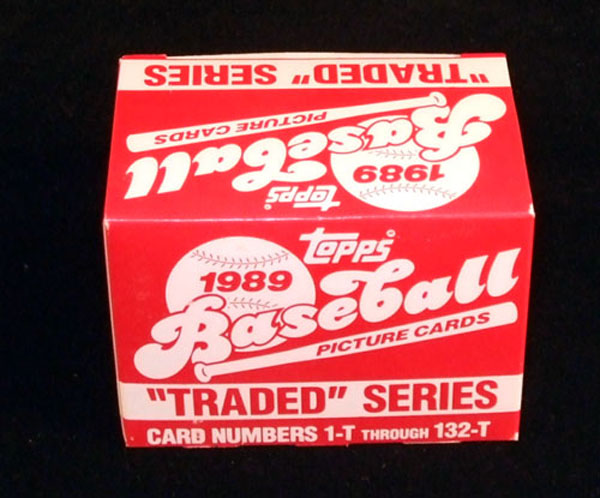 "TRADED" SERIES
PICTURE CARDS
Baseball
1989
topps
topps
1989
Baseball
PICTURE CARDS
"TRADED" SERIES
CARD NUMBERS 1-T THROUGH 132-T